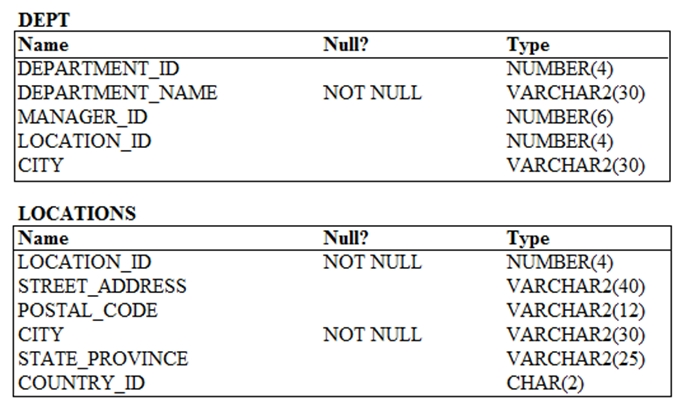 DEPT
Name Null? Type
DEPARTMENT_ID NUMBER(4)
DEPARTMENT_NAME NOT NULL VARCHAR2(30)
MANAGER_ID NUMBER(6)
LOCATION_ID NUMBER(4)
CITY VARCHAR2(30)
LOCATIONS
Name Null? Type
LOCATION_ID NOT NULL NUMBER(4)
STREET_ADDRESS VARCHAR2(40)
POSTAL_CODE VARCHAR2(12)
CITY NOT NULL VARCHAR2(30)
STATE_PROVINCE VARCHAR2(25)
COUNTRY_ID CHAR(2)